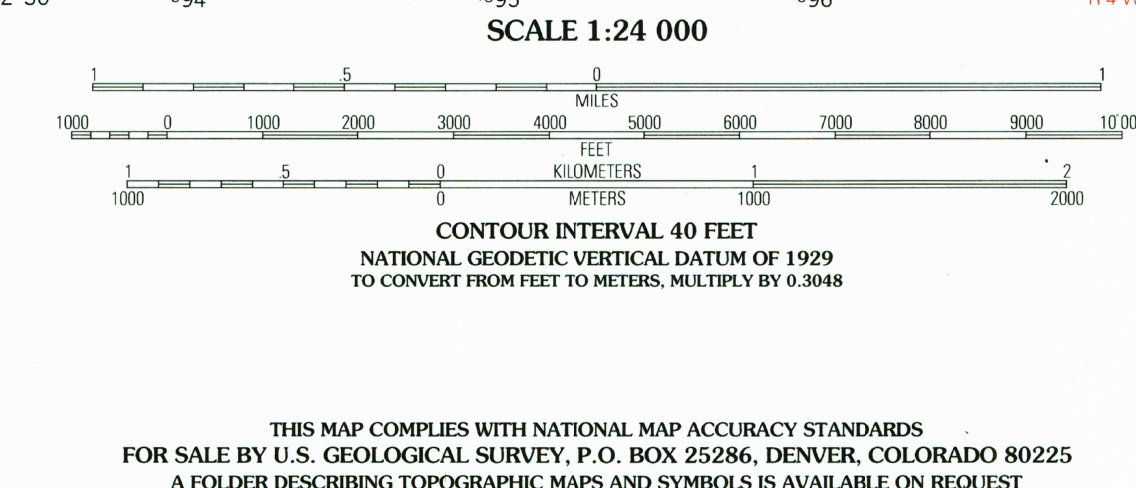 SCALE 1:24 000
1 .5 0 1
MILES
1000 0 1000 2000 3000 4000 5000 6000 7000 8000 9000
FEET
1 .5 0 KILOMETERS 1 2
1000 0 METERS 1000 2000
CONTOUR INTERVAL 40 FEET
NATIONAL GEODETIC VERTICAL DATUM OF 1929
TO CONVERT FROM FEET TO METERS, MULTIPLY BY 0.3048
THIS MAP COMPLIES WITH NATIONAL MAP ACCURACY STANDARDS
FOR SALE BY U.S. GEOLOGICAL SURVEY, P.O. BOX 25286, DENVER, COLORADO 80225
A FOLDER DESCRIBING TOPOGRAPHIC MAPS AND SYMBOLS IS AVAILABLE ON REQUEST